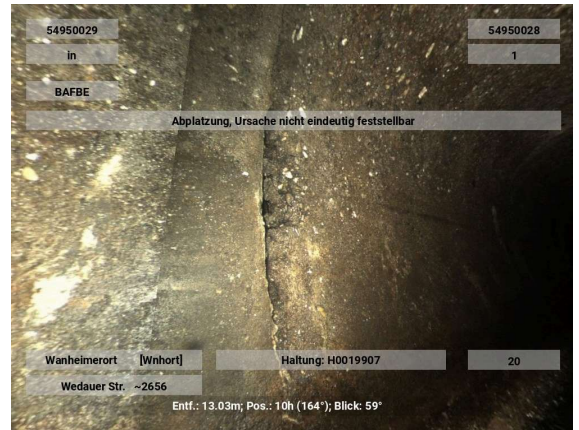 54950029 54950028
in 1
BAFBE
Abplatzung, Ursache nicht eindeutig feststellbar
Wanheimerort [Wnhort] Haltung: H0019907 20
Wedauer Str. ~2656
Entf.: 13.03m; Pos.: 10h (164°); Blick: 59°